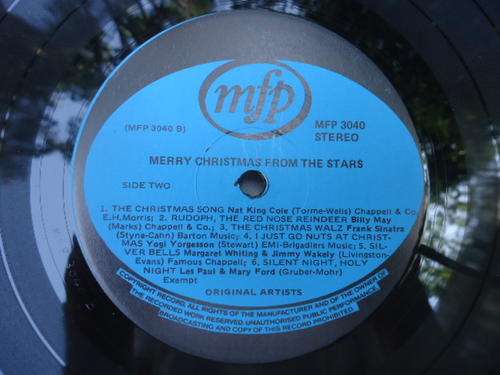 mfp
(MFP 3040 B)
MFP 3040
STEREO
MERRY CHRISTMAS FROM THE STARS
SIDE TWO
1. THE CHRISTMAS SONG Nat King Cole (Torme-Wells) Chappell & Co
E.H.Morris; 2. RUDOPH, THE RED NOSE REINDEER Billy May
(Marks) Chappell & Co.; 3. THE CHRISTMAS WALZ Frank Sinatra
(Styne-Cahn) Barton Music; 4. I JUST GO NUTS AT CHRIST-
MAS Yogi Yorgesson (Stewart) EMI-Brigadiers Music; 5. SIL-
VER BELLS Margaret Whiting & Jimmy Wakely (Livingston-
Evans) Famous Chappell; 6. SILENT NIGHT, HOLY
NIGHT Les Paul & Mary Ford (Gruber-Mohr)
Exempt
ORIGINAL ARTISTS
COPYRIGHT RECORD, ALL RIGHTS OF THE MANUFACTURER AND OF THE OWNER OF
THE RECORDED WORK RESERVED. UNAUTHORISED PUBLIC PERFORMANCE,
BROADCASTING AND COPY OF THIS RECORD PROHIBITED.